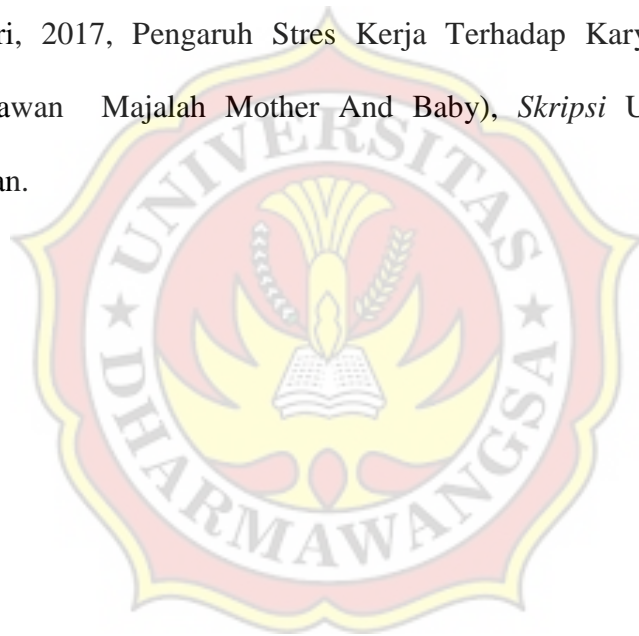 ri, 2017, Pengaruh Stres Kerja Terhadap Kary
awan Majalah Mother And Baby), Skripsi U
an.
UNIVERSITAS
DHARMAWANGSA